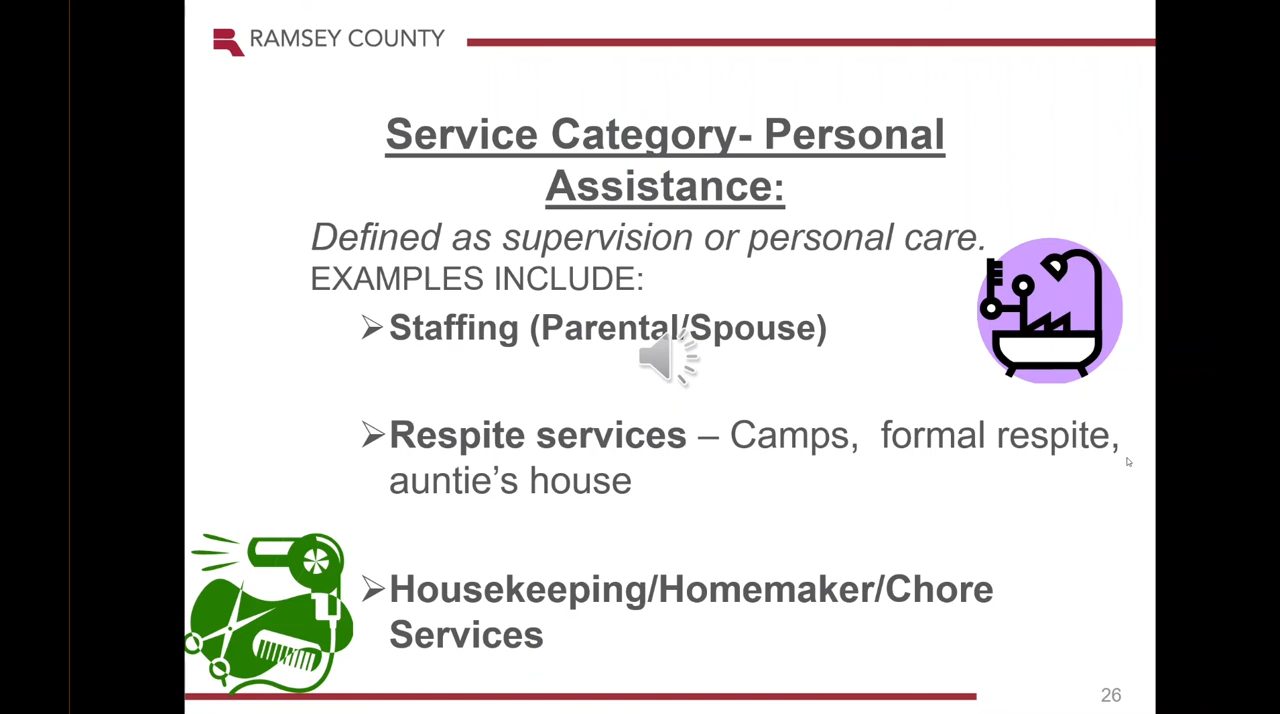 RAMSEY COUNTY
Service Category- Personal
Assistance:
Defined as supervision or personal care.
EXAMPLES INCLUDE:
➢Staffing (Parental/Spouse)
➢Respite services – Camps,  formal respite,
auntie’s house
➢Housekeeping/Homemaker/Chore
Services
26